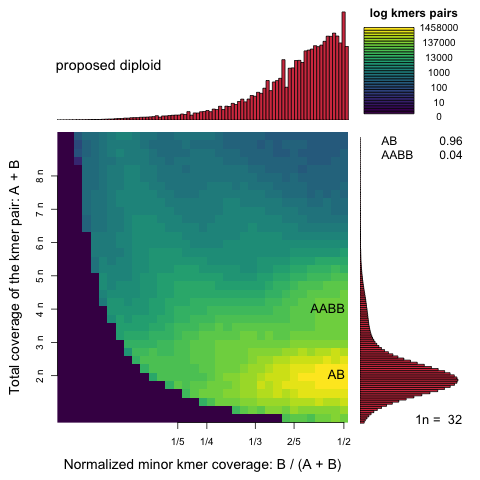 log kmers pairs
1458000
137000
13000
1000
100
10
0
proposed diploid
AB 0.96
AABB 0.04
Total coverage of the kmer pair: A + B
8 n
7 n
6 n
5 n
4 n
3 n
2 n
AABB
AB
1n = 32
1/5 1/4 1/3 2/5 1/2
Normalized minor kmer coverage: B / (A + B)